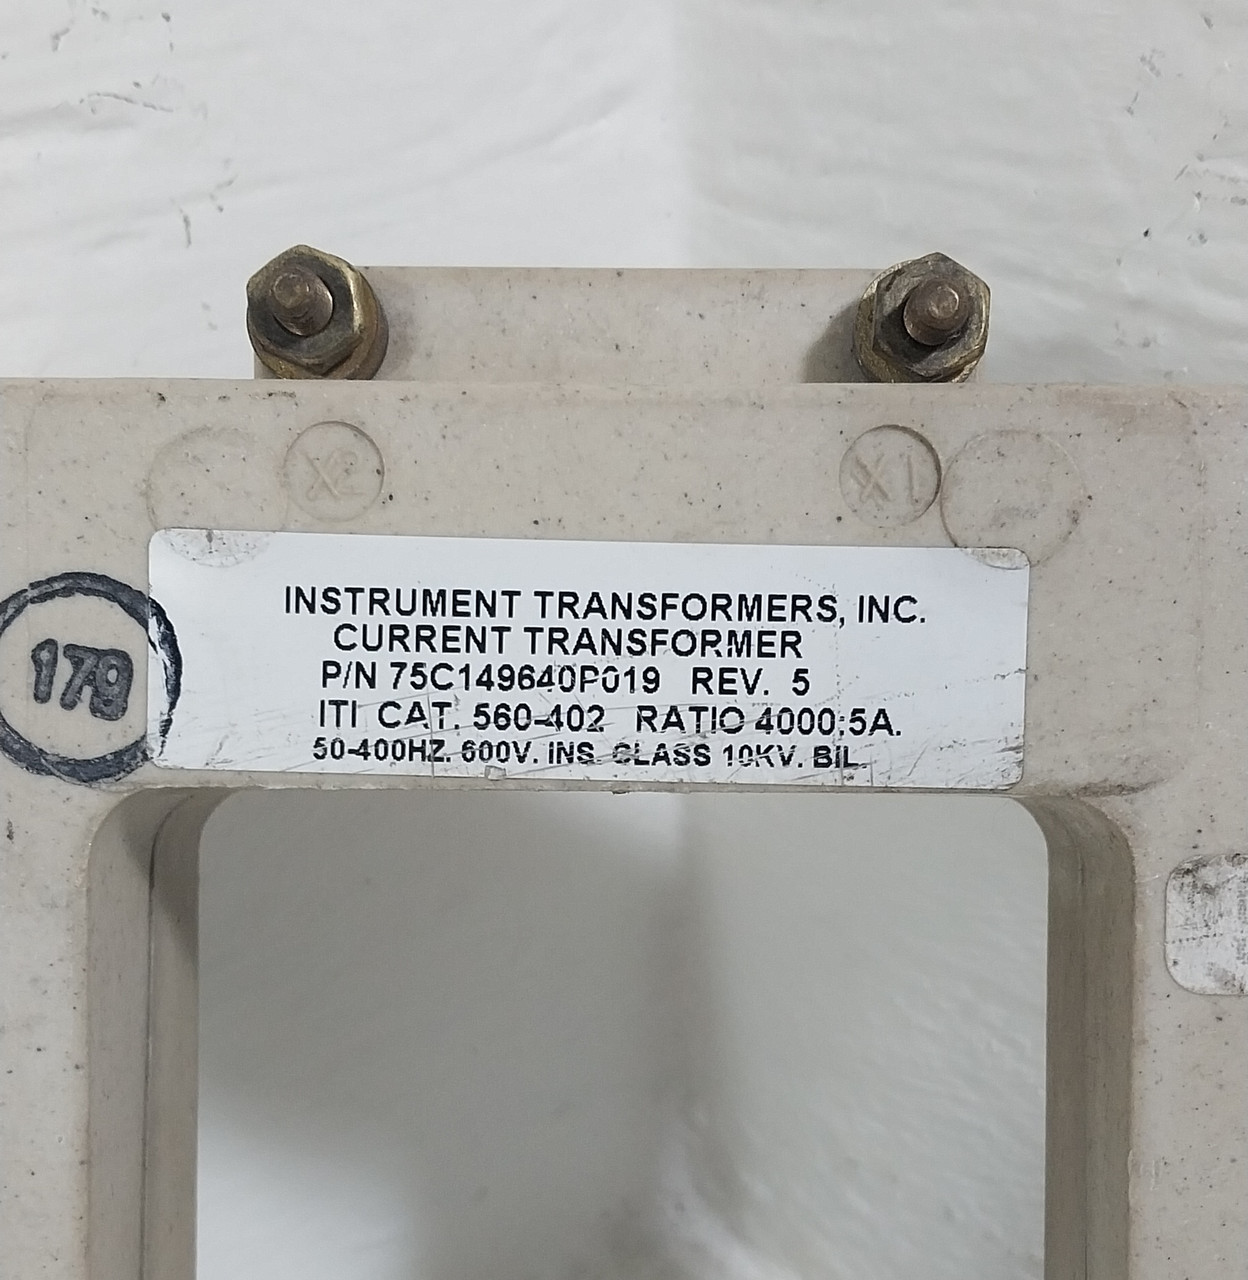 X2 X1
INSTRUMENT TRANSFORMERS, INC.
CURRENT TRANSFORMER
P/N 75C149640P019 REV. 5
ITI CAT. 560-402 RATIO 4000:5A.
50-400HZ. 600V. INS. CLASS 10KV. BIL.
179